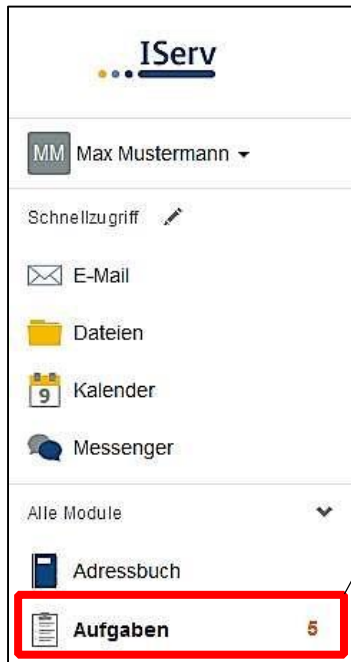 IServ
MM Max Mustermann
Schnellzugriff
E-Mail
Dateien
9 Kalender
Messenger
Alle Module
Adressbuch
Aufgaben 5